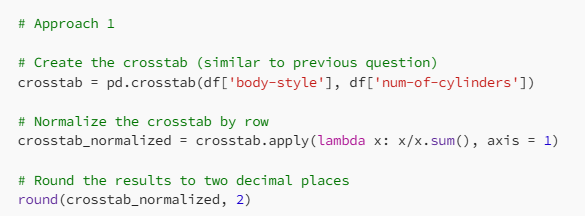 # Approach 1
# Create the crosstab (similar to previous question)
crosstab = pd.crosstab(df['body-style'], df['num-of-cylinders'])
# Normalize the crosstab by row
crosstab_normalized = crosstab.apply(lambda x: x/x.sum(), axis = 1)
# Round the results to two decimal places
round(crosstab_normalized, 2)